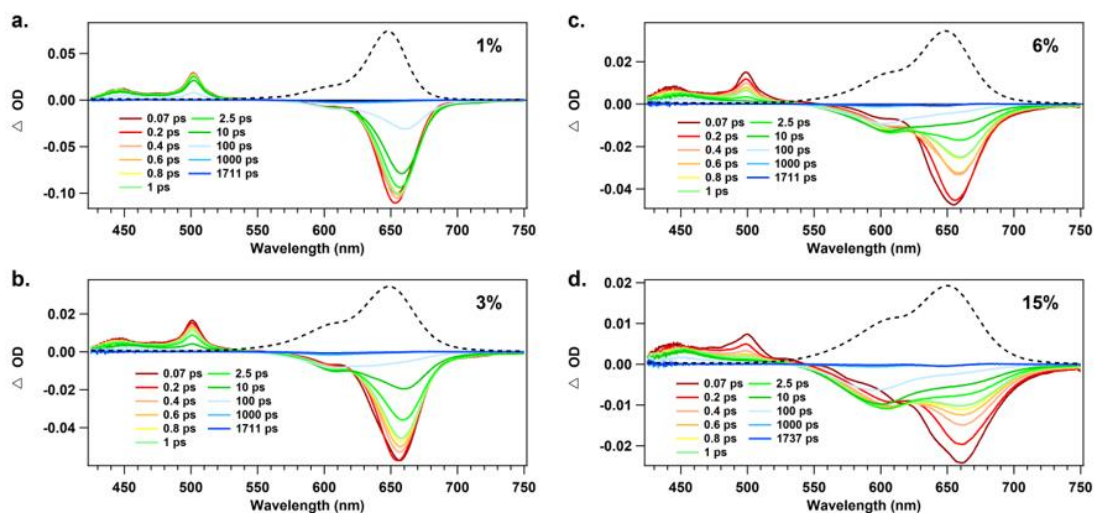 a.
1%
△ OD
0.05
0.00
-0.05
-0.10
0.07 ps 2.5 ps
0.2 ps 10 ps
0.4 ps 100 ps
0.6 ps 1000 ps
0.8 ps 1711 ps
1 ps
450 500 550 600 650 700 750
Wavelength (nm)
b.
3%
△ OD
0.02
0.00
-0.02
-0.04
0.07 ps 2.5 ps
0.2 ps 10 ps
0.4 ps 100 ps
0.6 ps 1000 ps
0.8 ps 1711 ps
1 ps
450 500 550 600 650 700 750
Wavelength (nm)
c.
6%
△ OD
0.02
0.00
-0.02
-0.04
0.07 ps 2.5 ps
0.2 ps 10 ps
0.4 ps 100 ps
0.6 ps 1000 ps
0.8 ps 1711 ps
1 ps
450 500 550 600 650 700 750
Wavelength (nm)
d.
15%
△ OD
0.02
0.01
0.00
-0.01
-0.02
0.07 ps 2.5 ps
0.2 ps 10 ps
0.4 ps 100 ps
0.6 ps 1000 ps
0.8 ps 1737 ps
1 ps
450 500 550 600 650 700 750
Wavelength (nm)